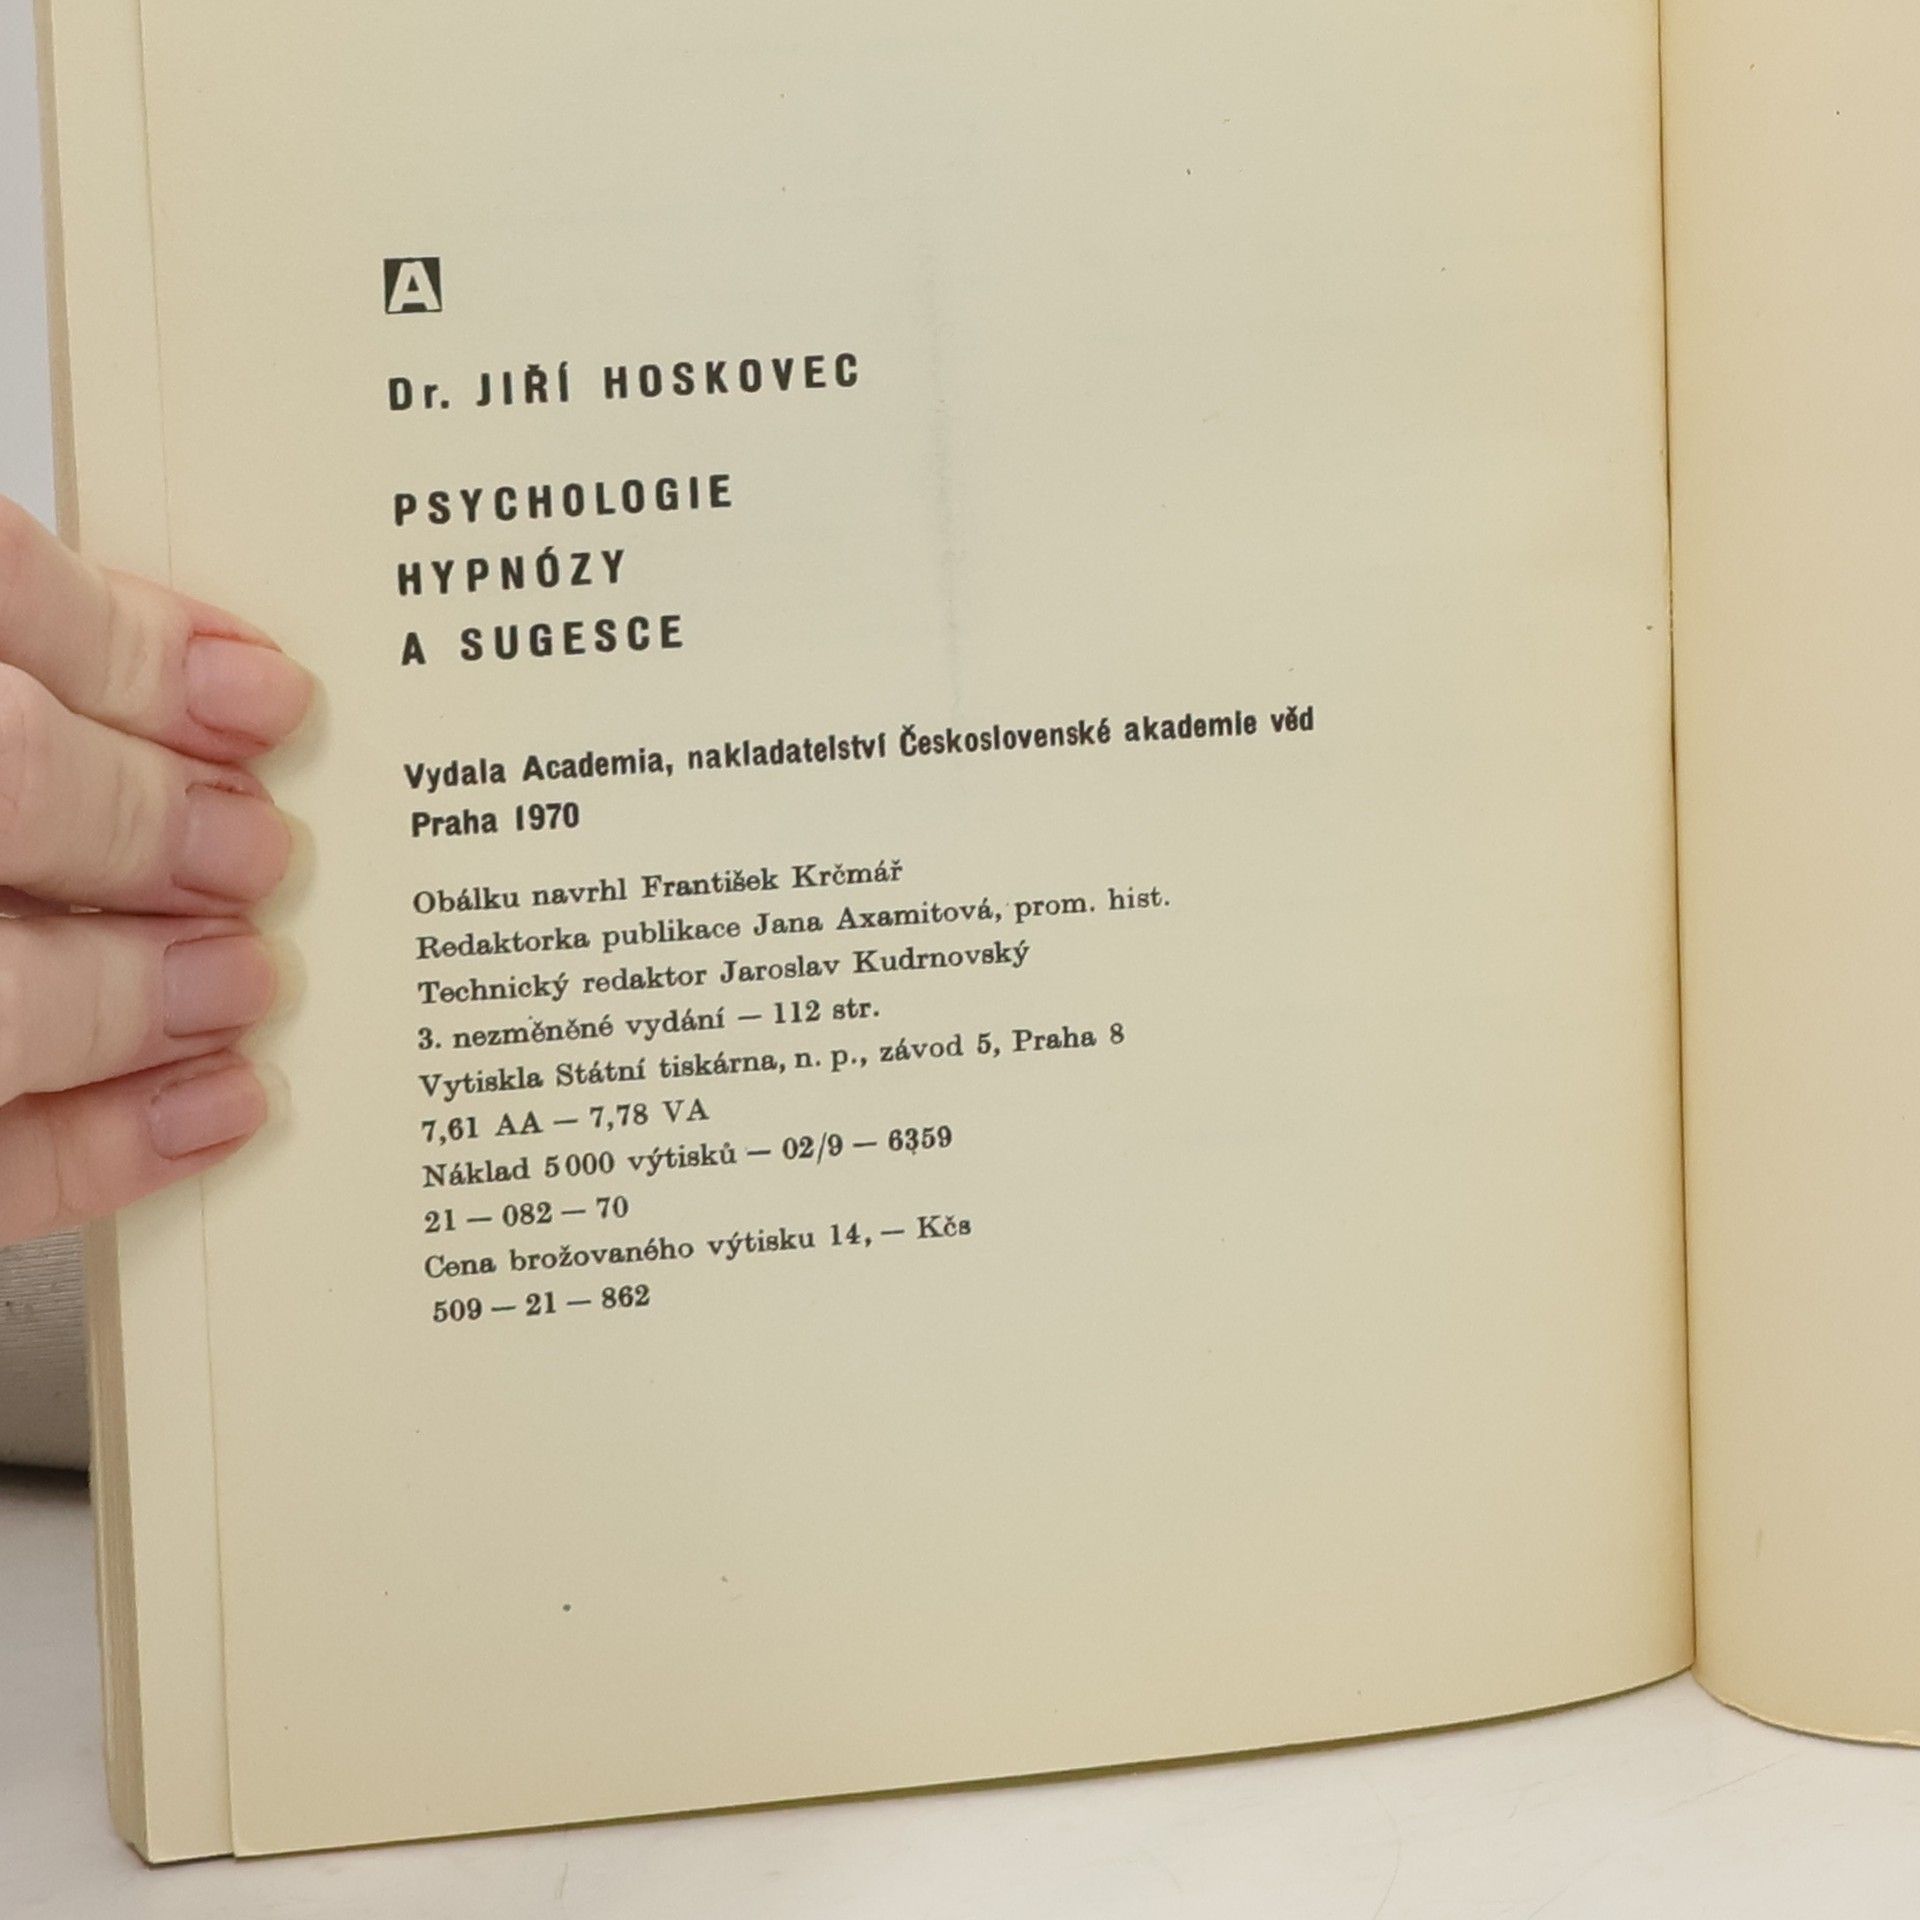 A
Dr. JIŘÍ HOSKOVEC
PSYCHOLOGIE
HYPNÓZY
A SUGESCE
Vydala Academia, nakladatelství Československé akademie věd
Praha 1970
Obálku navrhl František Krčmář
Redaktorka publikace Jana Axamitová, prom. hist.
Technický redaktor Jaroslav Kudrnovský
3. nezměněné vydání — 112 str.
Vytiskla Státní tiskárna, n. p., závod 5, Praha 8
7,61 AA — 7,78 VA
Náklad 5 000 výtisků — 02/9 — 6359
21 — 082 — 70
Cena brožovaného výtisku 14,— Kčs
509 — 21 — 862